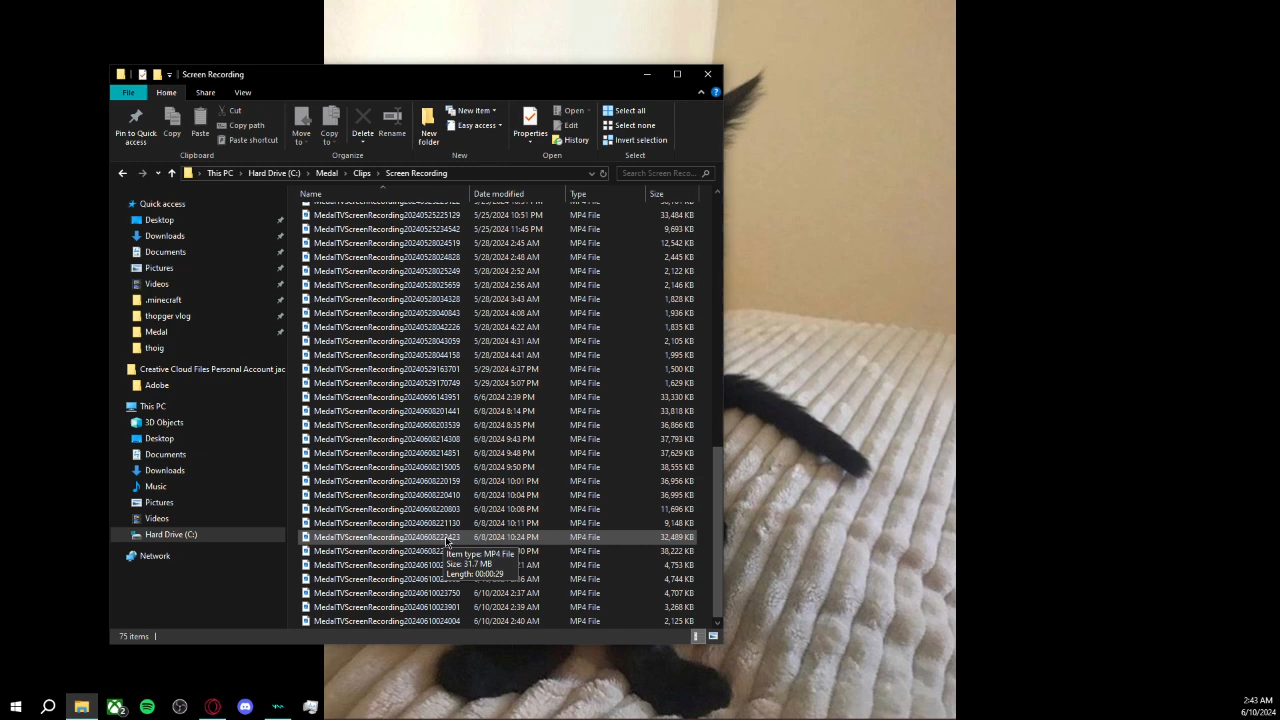 Screen Recording
File Home Share View
Pin to Quick access
Copy
Paste
Cut
Copy path
Paste shortcut
Clipboard
Move to
Copy to
Delete
Rename
Organize
New folder
New item
Easy access
New
Properties
Open
Edit
History
Open
Select all
Select none
Invert selection
Select
This PC > Hard Drive (C:) > Medal > Clips > Screen Recording
Search Screen Reco...
Name Date modified Type Size
Quick access
Desktop
Downloads
Documents
Pictures
Videos
.minecraft
thopger vlog
Medal
thoig
Creative Cloud Files Personual Account jac
Adobe
This PC
3D Objects
Desktop
Documents
Downloads
Music
Pictures
Videos
Hard Drive (C:)
Network
MedalTVScreenRecording20240525225129 5/25/2024 10:51 PM MP4 File 33,484 KB
MedalTVScreenRecording20240525234542 5/25/2024 11:45 PM MP4 File 9,693 KB
MedalTVScreenRecording20240528024519 5/28/2024 2:45 AM MP4 File 12,542 KB
MedalTVScreenRecording20240528024828 5/28/2024 2:48 AM MP4 File 2,445 KB
MedalTVScreenRecording20240528025249 5/28/2024 2:52 AM MP4 File 2,122 KB
MedalTVScreenRecording20240528025659 5/28/2024 2:56 AM MP4 File 2,146 KB
MedalTVScreenRecording20240528034328 5/28/2024 3:43 AM MP4 File 1,828 KB
MedalTVScreenRecording20240528040843 5/28/2024 4:08 AM MP4 File 1,936 KB
MedalTVScreenRecording20240528042226 5/28/2024 4:22 AM MP4 File 1,835 KB
MedalTVScreenRecording20240528043059 5/28/2024 4:31 AM MP4 File 2,105 KB
MedalTVScreenRecording20240528044158 5/28/2024 4:41 AM MP4 File 1,995 KB
MedalTVScreenRecording20240529163701 5/29/2024 4:37 PM MP4 File 1,500 KB
MedalTVScreenRecording20240529170749 5/29/2024 5:07 PM MP4 File 1,629 KB
MedalTVScreenRecording20240606143951 6/6/2024 2:39 PM MP4 File 33,330 KB
MedalTVScreenRecording20240608201441 6/8/2024 8:14 PM MP4 File 33,818 KB
MedalTVScreenRecording20240608203539 6/8/2024 8:35 PM MP4 File 36,866 KB
MedalTVScreenRecording20240608214308 6/8/2024 9:43 PM MP4 File 37,793 KB
MedalTVScreenRecording20240608214851 6/8/2024 9:48 PM MP4 File 37,629 KB
MedalTVScreenRecording20240608215005 6/8/2024 9:50 PM MP4 File 38,555 KB
MedalTVScreenRecording20240608220159 6/8/2024 10:01 PM MP4 File 36,956 KB
MedalTVScreenRecording20240608220410 6/8/2024 10:04 PM MP4 File 36,995 KB
MedalTVScreenRecording20240608220803 6/8/2024 10:08 PM MP4 File 11,696 KB
MedalTVScreenRecording20240608221130 6/8/2024 10:11 PM MP4 File 9,148 KB
MedalTVScreenRecording20240608222423 6/8/2024 10:24 PM MP4 File 32,489 KB
MP4 File 38,222 KB
MP4 File 4,753 KB
MP4 File 4,744 KB
Item type: MP4 File
Size: 31.7 MB
Length: 00:00:29
MedalTVScreenRecording20240610023750 6/10/2024 2:37 AM MP4 File 4,707 KB
MedalTVScreenRecording20240610023901 6/10/2024 2:39 AM MP4 File 3,268 KB
MedalTVScreenRecording20240610024004 6/10/2024 2:40 AM MP4 File 2,125 KB
75 items
2:43 AM
6/10/2024